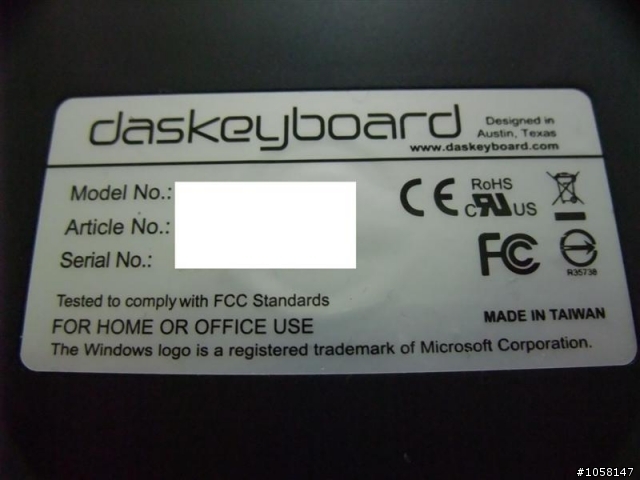 daskeyboard
Designed in
Austin, Texas
www.daskeyboard.com
Model No.:
Article No.:
Serial No.:
CE
RoHS
C RU US
FC
R35738
Tested to comply with FCC Standards
FOR HOME OR OFFICE USE
MADE IN TAIWAN
The Windows logo is a registered trademark of Microsoft Corporation.
#1058147